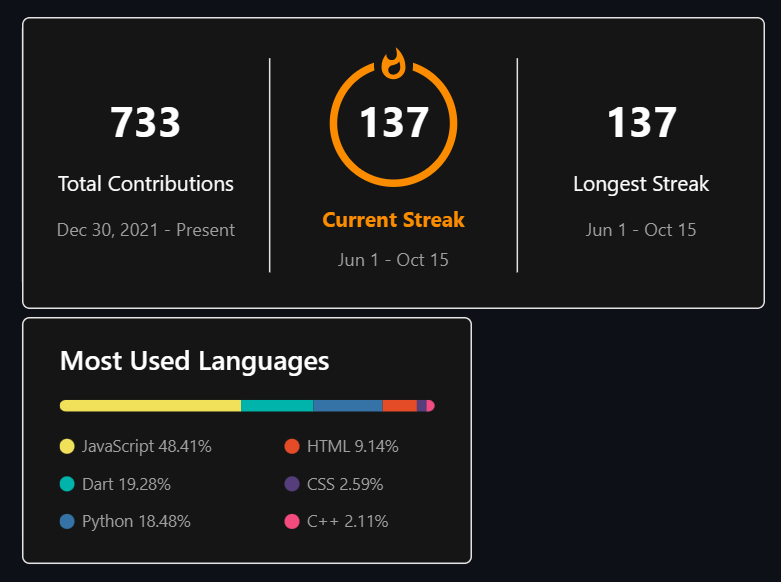 733
Total Contributions
Dec 30, 2021 - Present
137
Current Streak
Jun 1 - Oct 15
137
Longest Streak
Jun 1 - Oct 15
Most Used Languages
JavaScript 48.41%
Dart 19.28%
Python 18.48%
HTML 9.14%
CSS 2.59%
C++ 2.11%